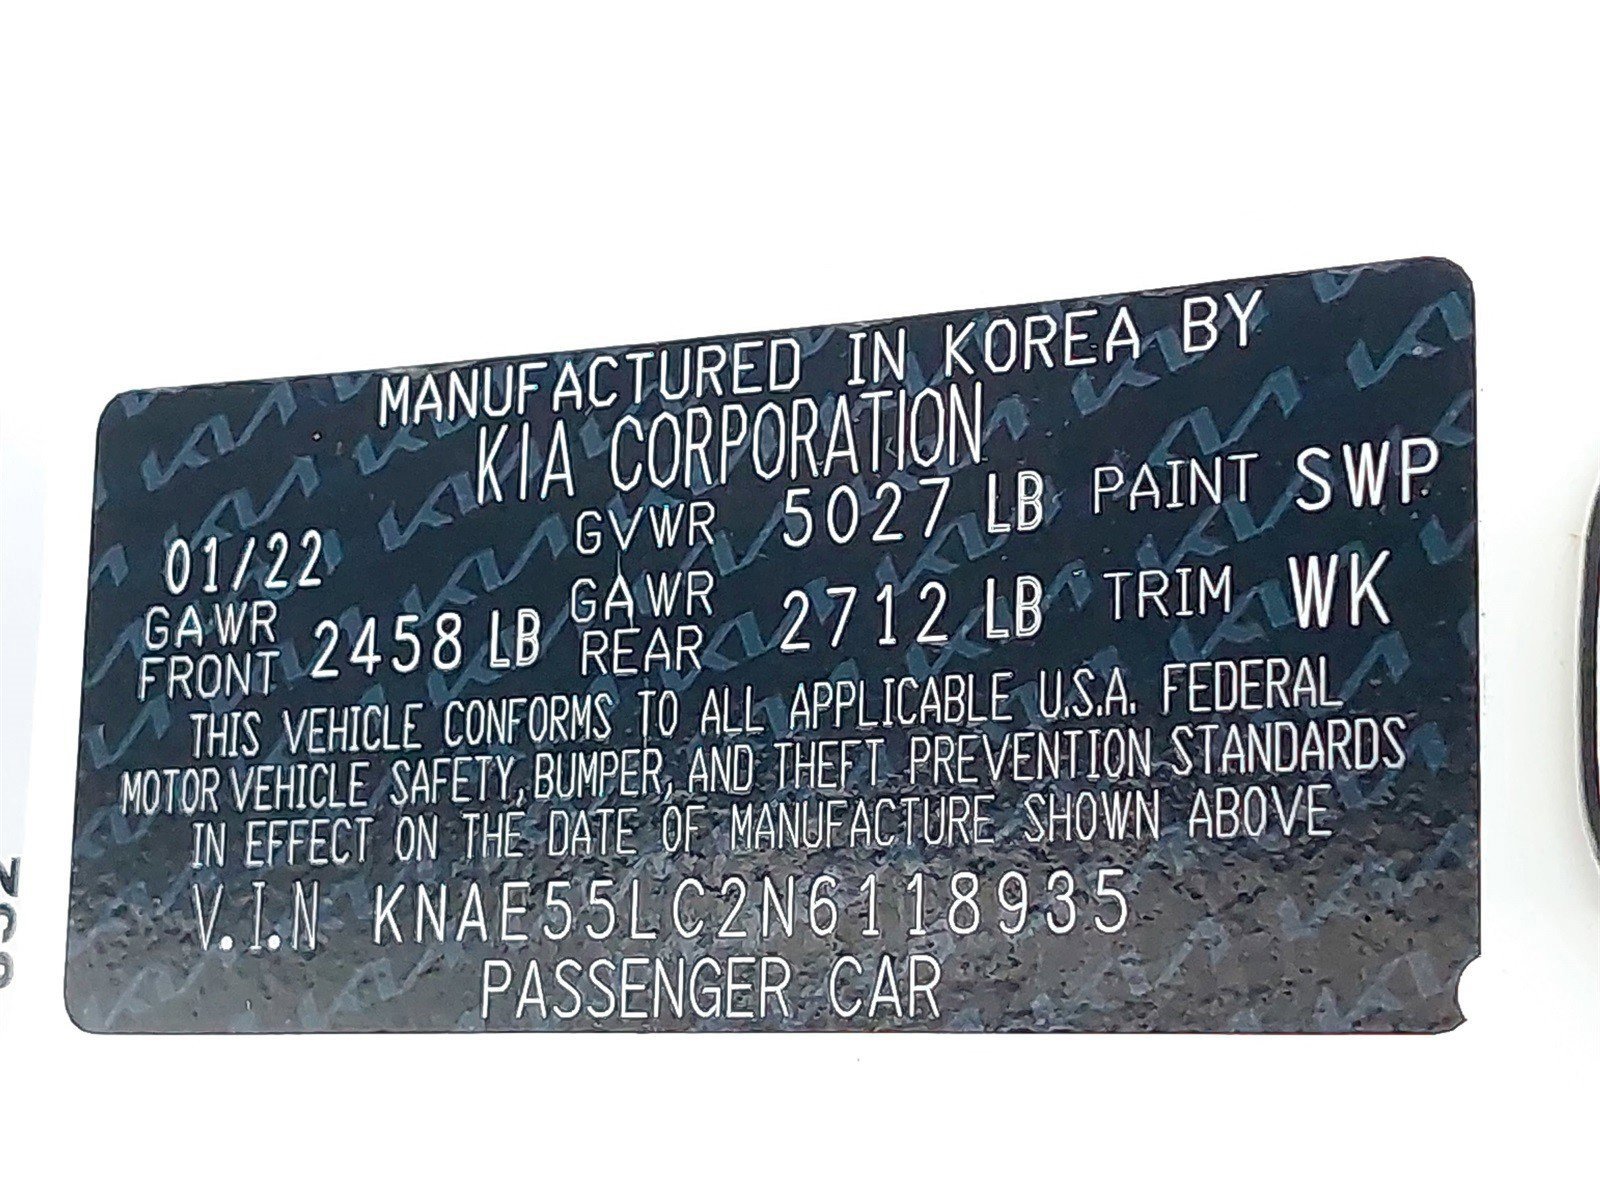 MANUFACTURED IN KOREA BY
KIA CORPORATION
01/22 GVWR 5027 LB PAINT SWP
GAWR FRONT 2458 LB GAWR REAR 2712 LB TRIM WK
THIS VEHICLE CONFORMS TO ALL APPLICABLE U.S.A. FEDERAL
MOTOR VEHICLE SAFETY, BUMPER, AND THEFT PREVENTION STANDARDS
IN EFFECT ON THE DATE OF MANUFACTURE SHOWN ABOVE
V.I.N KNAE55LC2N6118935
PASSENGER CAR